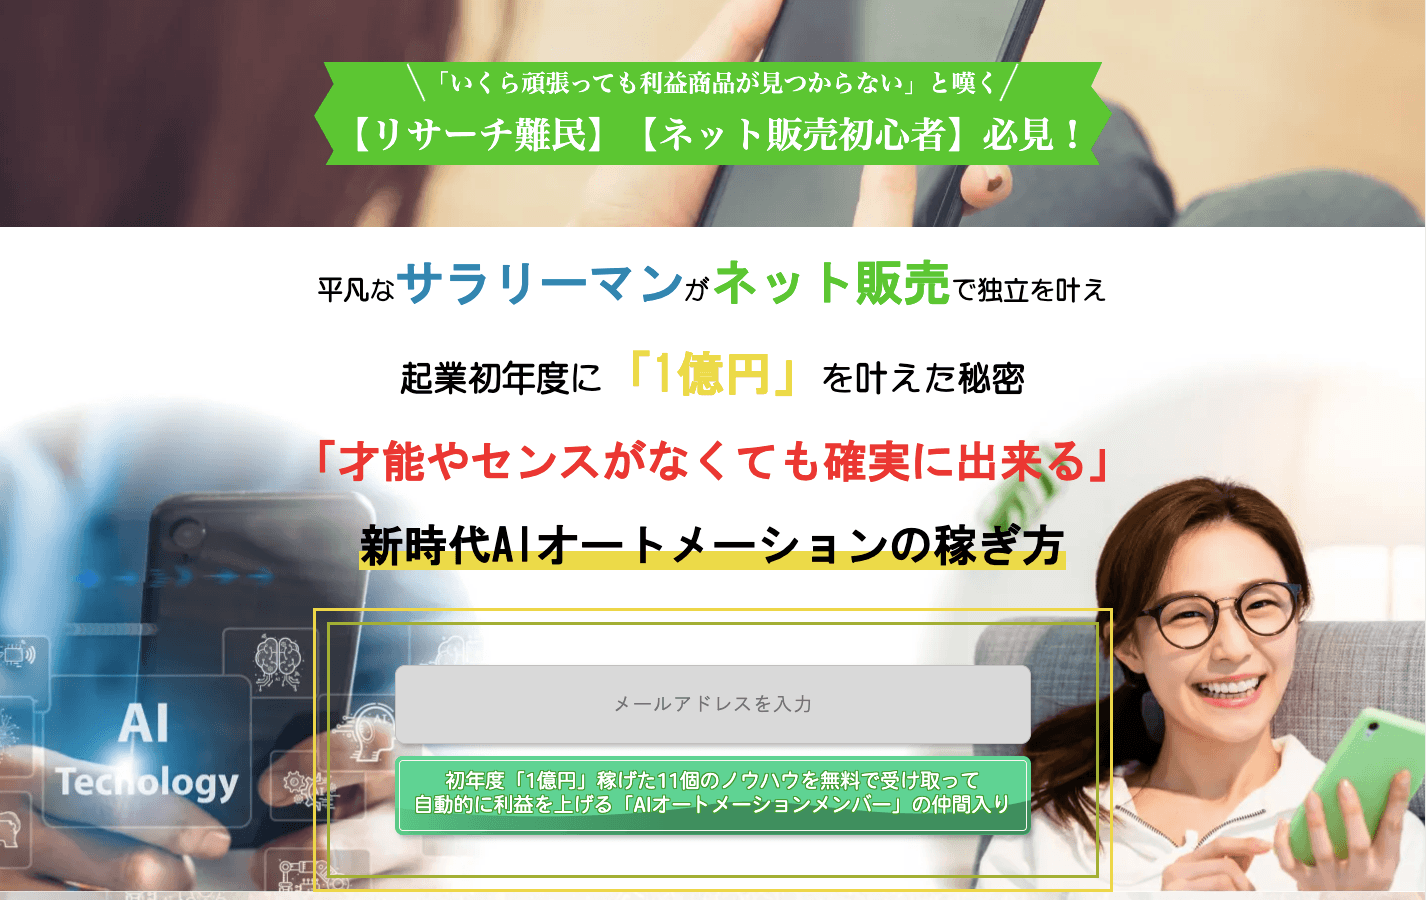 「いくら頑張っても利益商品が見つからない」と嘆く
【リサーチ難民】【ネット販売初心者】必見！
平凡なサラリーマンがネット販売で独立を叶え
起業初年度に「1億円」を叶えた秘密
「才能やセンスがなくても確実に出来る」
新時代AIオートメーションの稼ぎ方
メールアドレスを入力
初年度「1億円」稼げた11個のノウハウを無料で受け取って
自動的に利益を上げる「AIオートメーションメンバー」の仲間入り
AI
Techology
AI